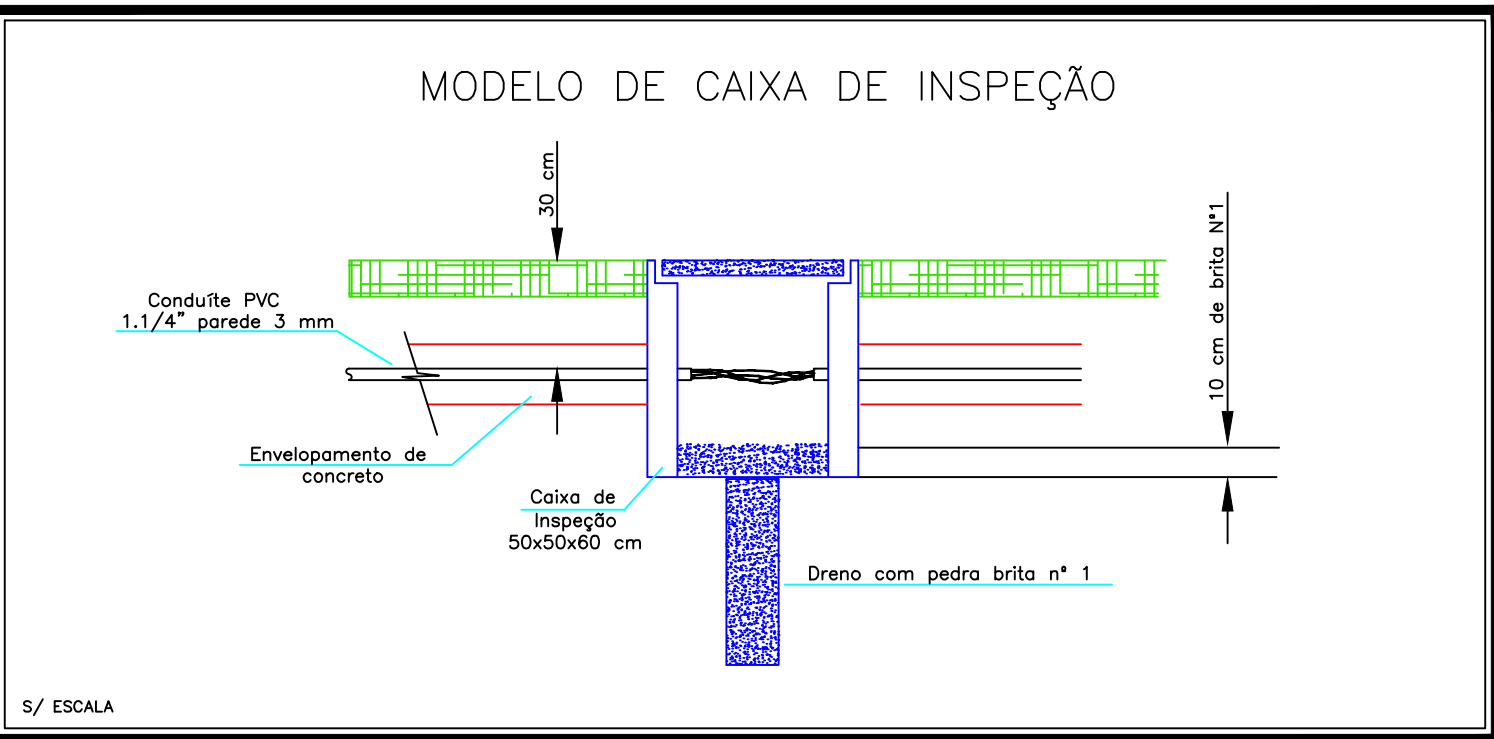 MODELO DE CAIXA DE INSPEÇÃO
30 cm
10 cm de brita N°1
Conduíte PVC
1.1/4" parede 3 mm
Envelopamento de
concreto
Caixa de
Inspeção
50x50x60 cm
Dreno com pedra brita n° 1
S/ ESCALA